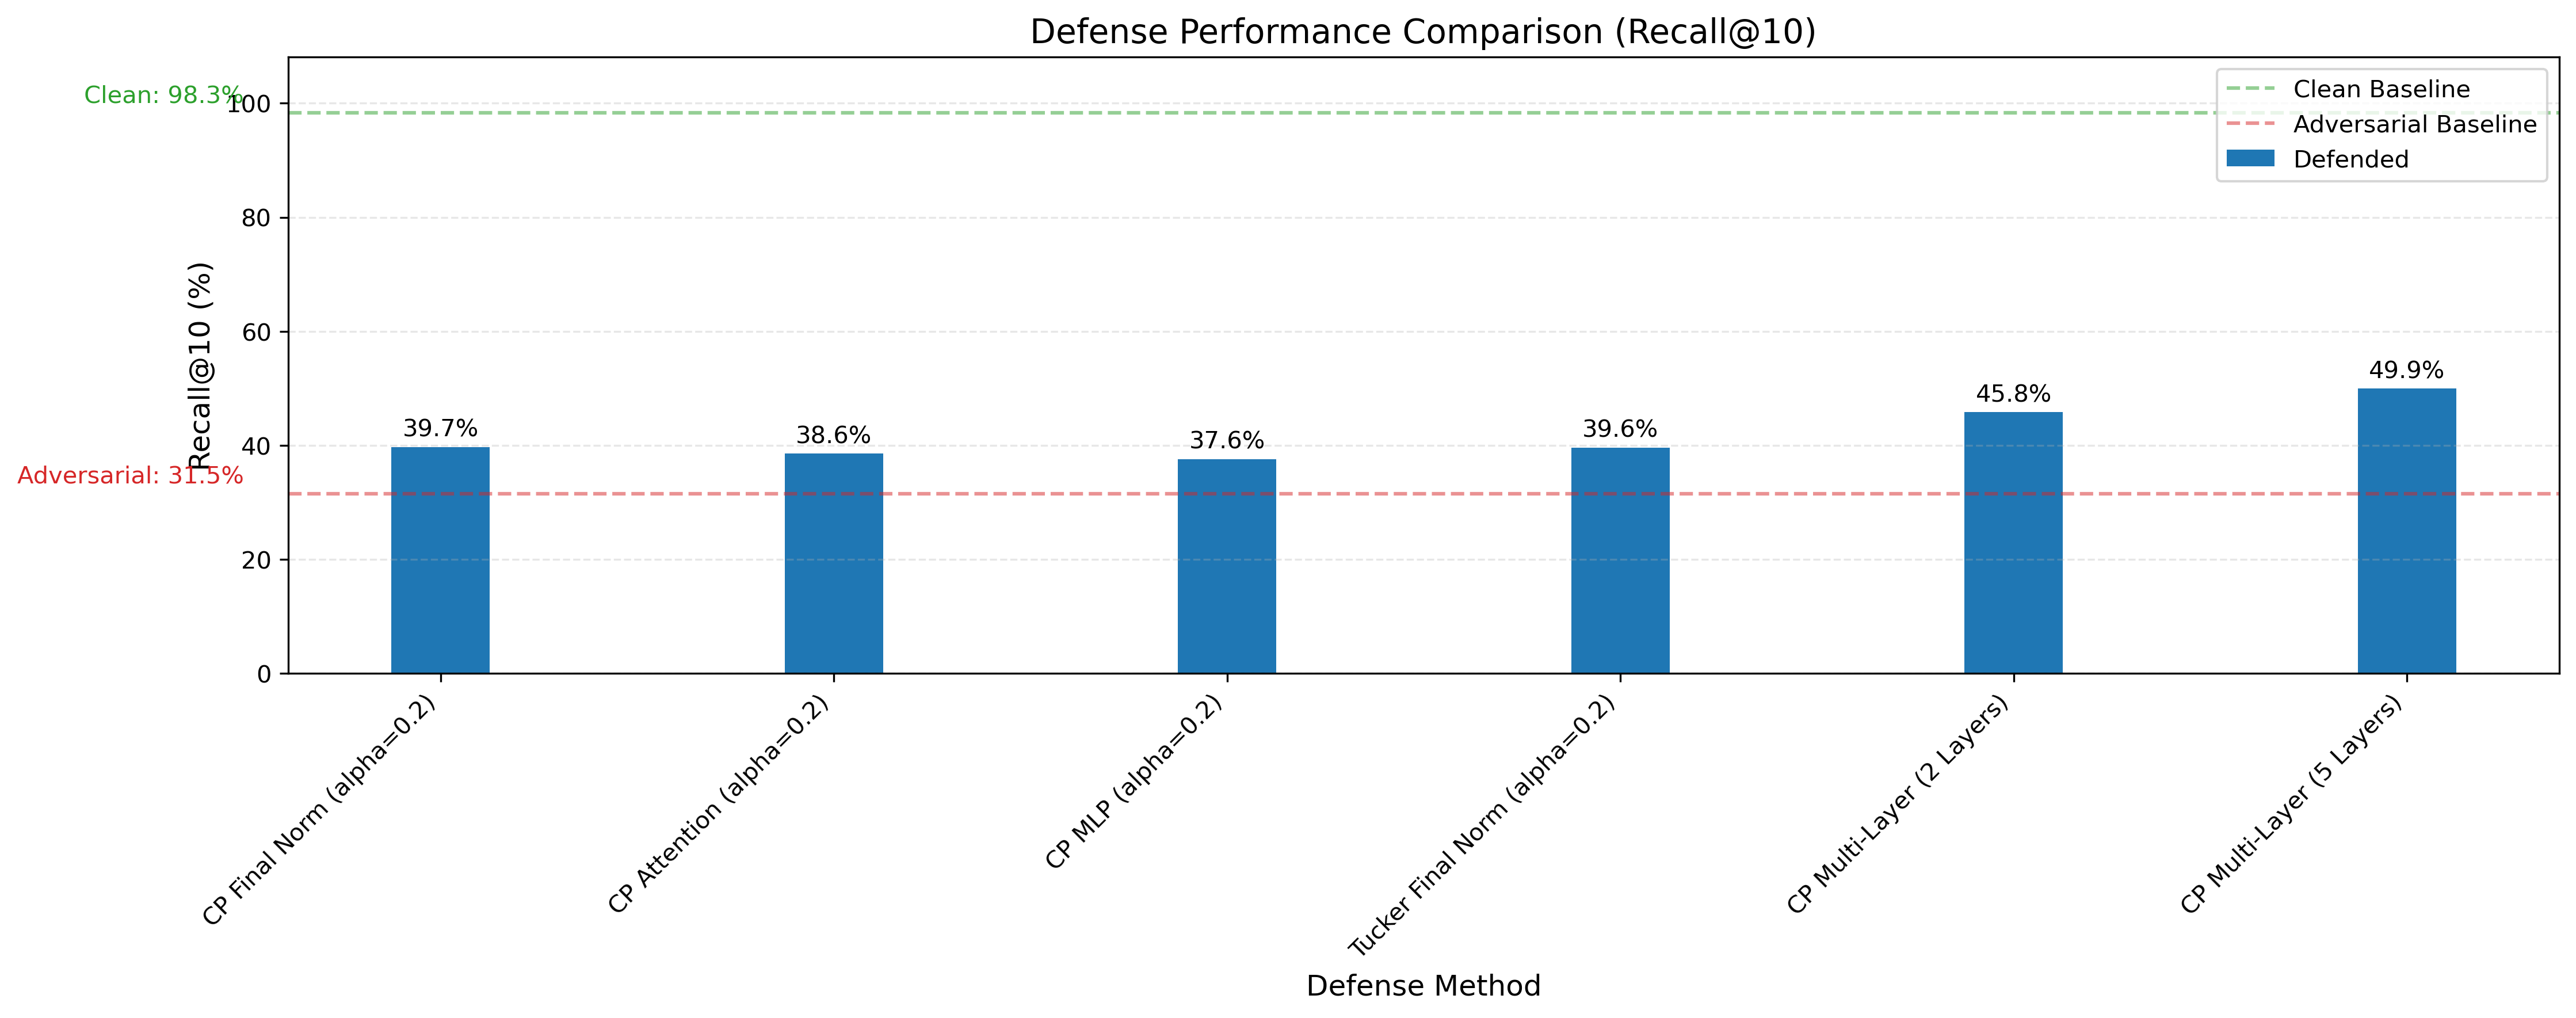 Defense Performance Comparison (Recall@10)
Clean: 98.3%
Adversarial: 31.5%
Recall@10 (%)
100
80
60
40
20
0
Clean Baseline
Adversarial Baseline
Defended
39.7%
38.6%
37.6%
39.6%
45.8%
49.9%
CP Final Norm (alpha=0.2)
CP Attention (alpha=0.2)
CP MLP (alpha=0.2)
Tucker Final Norm (alpha=0.2)
CP Multi-Layer (2 Layers)
CP Multi-Layer (5 Layers)
Defense Method